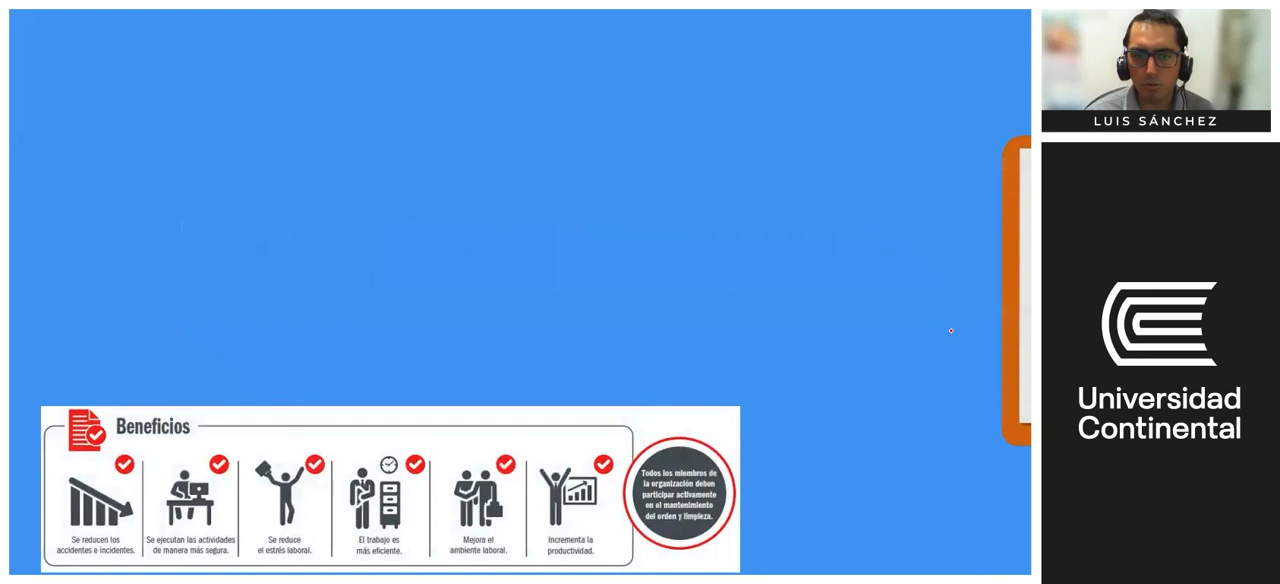 LUIS SÁNCHEZ
Universidad
Continental
Beneficios
Se reducen los
accidentes e incidentes.
Se ejecutan las actividades
de manera más segura.
Se reduce
el estrés laboral.
El trabajo es
más eficiente.
Mejora el
ambiente laboral.
Incrementa la
productividad.
Todos los miembros de
la organización deben
participar activamente
en el mantenimiento
del orden y limpieza.